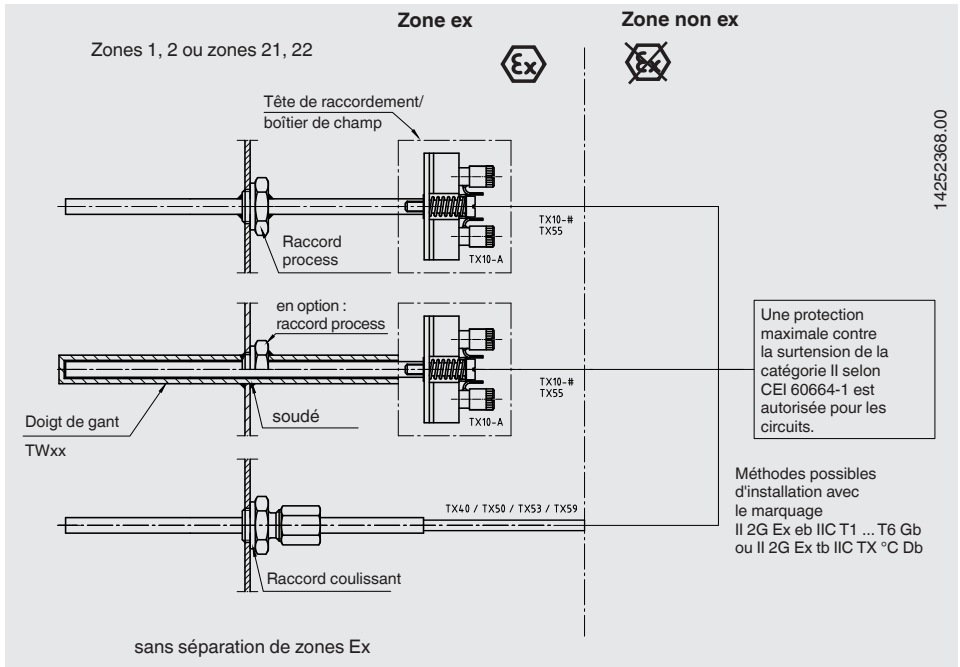 Zone ex
Zone non ex
Zones 1, 2 ou zones 21, 22
Ex
Ex
Tête de raccordement/
boîtier de champ
14252368.00
TX10-#
TX55
Raccord
process
TX10-A
en option :
raccord process
Une protection
maximale contre
la surtension de la
catégorie II selon
CEI 60664-1 est
autorisée pour les
circuits.
TX10-#
TX55
Doigt de gant
TWxx
soudé
TX10-A
Méthodes possibles
d'installation avec
le marquage
II 2G Ex eb IIC T1 ... T6 Gb
ou II 2G Ex tb IIC TX °C Db
TX40 / TX50 / TX53 / TX59
Raccord coulissant
sans séparation de zones Ex